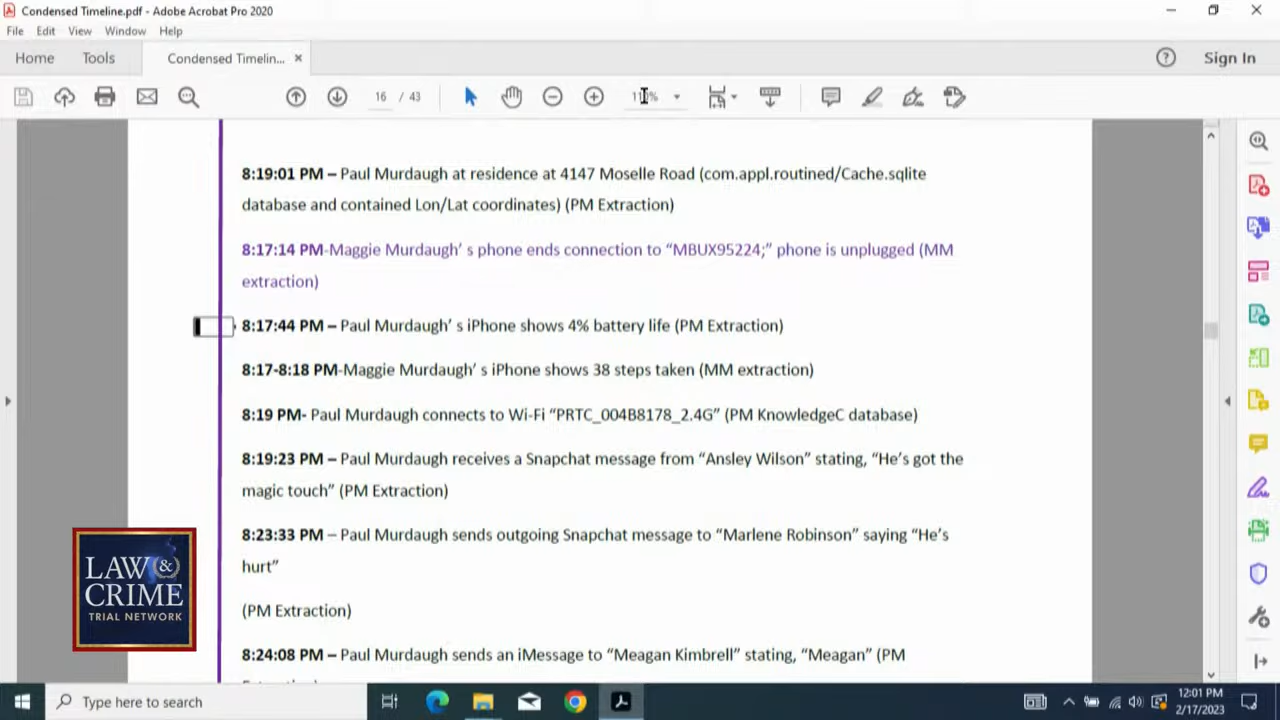 Condensed Timeline.pdf - Adobe Acrobat Pro 2020
File Edit View Window Help
Home Tools Condensed Timelin... Sign In
16 / 43
8:19:01 PM – Paul Murdaugh at residence at 4147 Moselle Road (com.appl.routined/Cache.sqlite
database and contained Lon/Lat coordinates) (PM Extraction)
8:17:14 PM-Maggie Murdaugh' s phone ends connection to "MBUX95224;" phone is unplugged (MM
extraction)
8:17:44 PM – Paul Murdaugh' s iPhone shows 4% battery life (PM Extraction)
8:17-8:18 PM-Maggie Murdaugh' s iPhone shows 38 steps taken (MM extraction)
8:19 PM- Paul Murdaugh connects to Wi-Fi "PRTC_004B8178_2.4G" (PM KnowledgeC database)
8:19:23 PM – Paul Murdaugh receives a Snapchat message from "Ansley Wilson" stating, "He's got the
magic touch" (PM Extraction)
8:23:33 PM – Paul Murdaugh sends outgoing Snapchat message to "Marlene Robinson" saying "He's
hurt"
(PM Extraction)
8:24:08 PM – Paul Murdaugh sends an iMessage to "Meagan Kimbrell" stating, "Meagan" (PM
LAW &
CRIME
TRIAL NETWORK
Type here to search
12:01 PM
2/17/2023